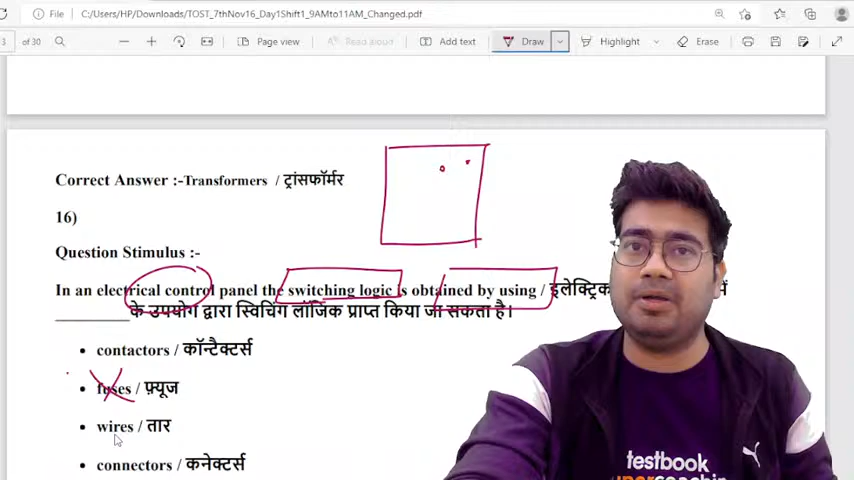 File
C:/Users/HP/Downloads/TOST_7thNov16_Day1Shift1_9AMto11AM_Changed.pdf
of 30
Page view
Read aloud
Add text
Draw
Highlight
Erase
Correct Answer :-Transformers / ट्रांसफॉर्मर
16)
Question Stimulus :-
In an electrical control panel the switching logic is obtained by using / इलेक्ट्रिक में
________के उपयोग द्वारा स्विचिंग लॉजिक प्राप्त किया जा सकता है।
• contactors / कॉन्टैक्टर्स
• fuses / फ़्यूज
• wires / तार
• connectors / कनेक्टर्स
testbook